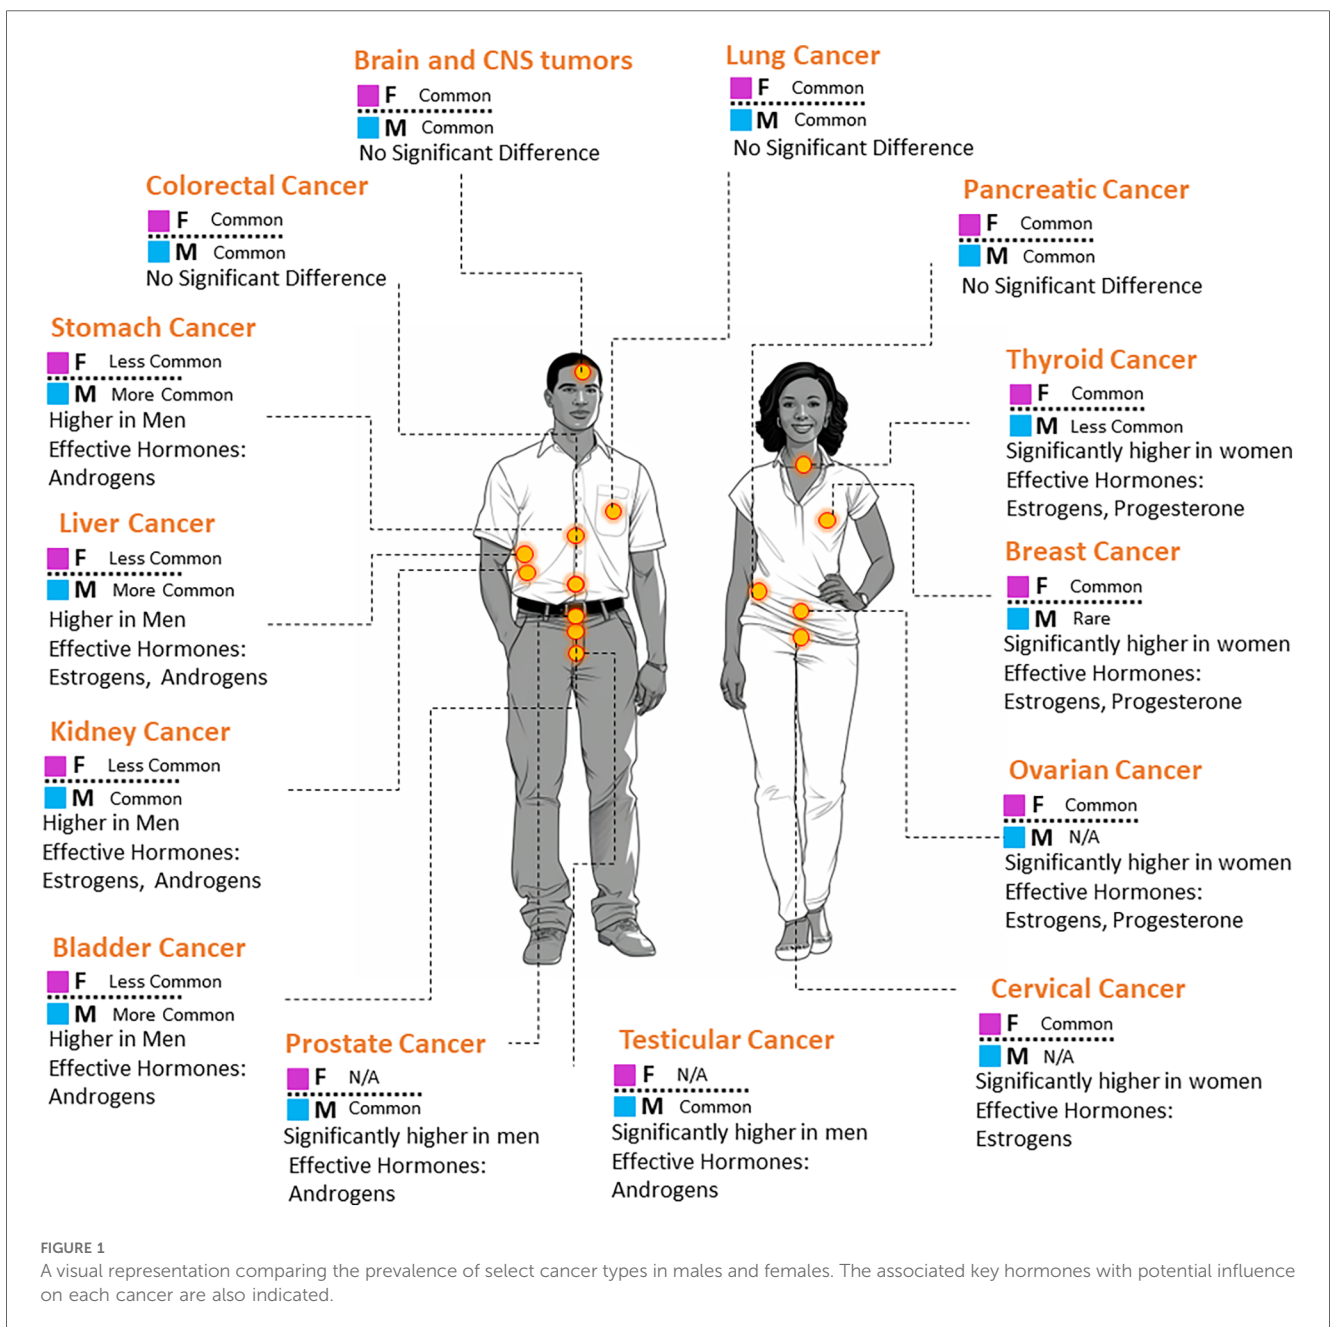 Brain and CNS tumors
F Common
M Common
No Significant Difference
Lung Cancer
F Common
M Common
No Significant Difference
Colorectal Cancer
F Common
M Common
No Significant Difference
Pancreatic Cancer
F Common
M Common
No Significant Difference
Stomach Cancer
F Less Common
M More Common
Higher in Men
Effective Hormones:
Androgens
Thyroid Cancer
F Common
M Less Common
Significantly higher in women
Effective Hormones:
Estrogens, Progesterone
Liver Cancer
F Less Common
M More Common
Higher in Men
Effective Hormones:
Estrogens, Androgens
Breast Cancer
F Common
M Rare
Significantly higher in women
Effective Hormones:
Estrogens, Progesterone
Kidney Cancer
F Less Common
M Common
Higher in Men
Effective Hormones:
Estrogens, Androgens
Ovarian Cancer
F Common
M N/A
Significantly higher in women
Effective Hormones:
Estrogens, Progesterone
Bladder Cancer
F Less Common
M More Common
Higher in Men
Effective Hormones:
Androgens
Prostate Cancer
F N/A
M Common
Significantly higher in men
Effective Hormones:
Androgens
Testicular Cancer
F N/A
M Common
Significantly higher in men
Effective Hormones:
Androgens
Cervical Cancer
F Common
M N/A
Significantly higher in women
Effective Hormones:
Estrogens
FIGURE 1
A visual representation comparing the prevalence of select cancer types in males and females. The associated key hormones with potential influence
on each cancer are also indicated.